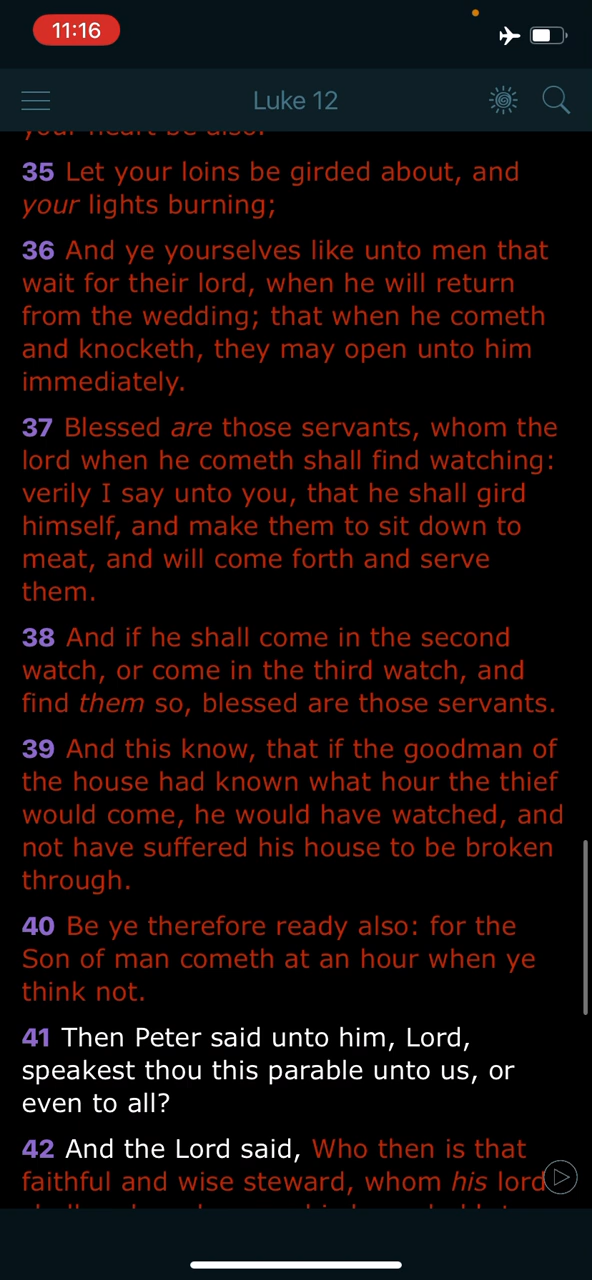 11:16
Luke 12
your heart be also.
35 Let your loins be girded about, and
your lights burning;
36 And ye yourselves like unto men that
wait for their lord, when he will return
from the wedding; that when he cometh
and knocketh, they may open unto him
immediately.
37 Blessed are those servants, whom the
lord when he cometh shall find watching:
verily I say unto you, that he shall gird
himself, and make them to sit down to
meat, and will come forth and serve
them.
38 And if he shall come in the second
watch, or come in the third watch, and
find them so, blessed are those servants.
39 And this know, that if the goodman of
the house had known what hour the thief
would come, he would have watched, and
not have suffered his house to be broken
through.
40 Be ye therefore ready also: for the
Son of man cometh at an hour when ye
think not.
41 Then Peter said unto him, Lord,
speakest thou this parable unto us, or
even to all?
42 And the Lord said, Who then is that
faithful and wise steward, whom his lord